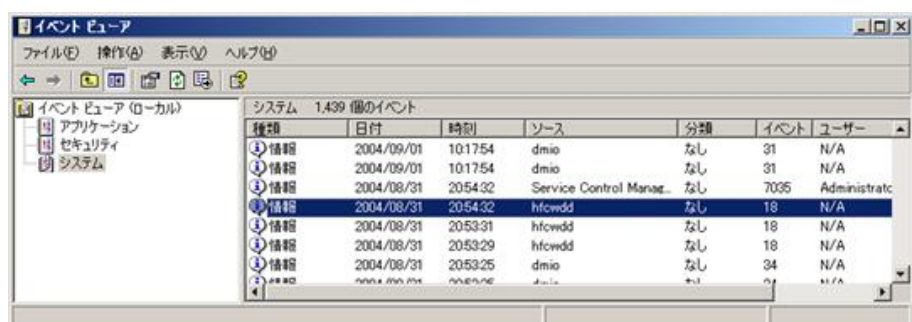 イベント ビューア
ファイル(F) 操作(A) 表示(V) ヘルプ(H)
イベント ビューア (ローカル)
アプリケーション
セキュリティ
システム
システム 1,439 個のイベント
種類 日付 時刻 ソース 分類 イベント ユーザー
情報 2004/09/01 10:17:54 dmio なし 31 N/A
情報 2004/09/01 10:17:54 dmio なし 31 N/A
情報 2004/08/31 20:54:32 Service Control Manag... なし 7035 Administratc
情報 2004/08/31 20:54:32 hfcwdd なし 18 N/A
情報 2004/08/31 20:53:31 hfcwdd なし 18 N/A
情報 2004/08/31 20:53:29 hfcwdd なし 18 N/A
情報 2004/08/31 20:53:25 dmio なし 34 N/A